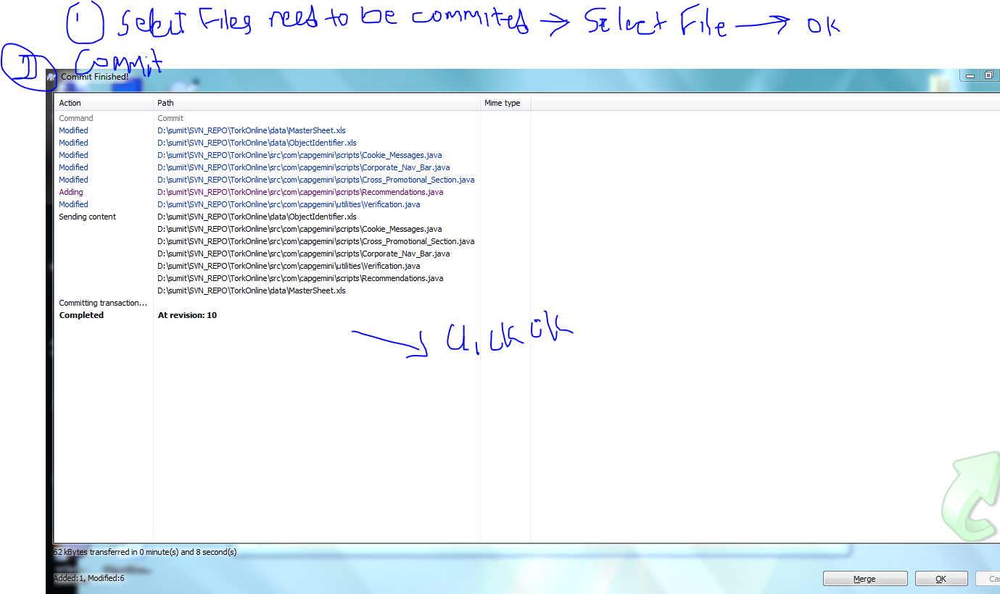 1 Select Files need to be commited → Select File → OK
II Commit
Commit Finished!
Action Path Mime type
Command Commit
Modified D:\sumit\SVN_REPO\TorkOnline\data\MasterSheet.xls
Modified D:\sumit\SVN_REPO\TorkOnline\data\ObjectIdentifier.xls
Modified D:\sumit\SVN_REPO\TorkOnline\src\com\capgemini\scripts\Cookie_Messages.java
Modified D:\sumit\SVN_REPO\TorkOnline\src\com\capgemini\scripts\Corporate_Nav_Bar.java
Modified D:\sumit\SVN_REPO\TorkOnline\src\com\capgemini\scripts\Cross_Promotional_Section.java
Adding D:\sumit\SVN_REPO\TorkOnline\src\com\capgemini\scripts\Recommendations.java
Modified D:\sumit\SVN_REPO\TorkOnline\src\com\capgemini\utilities\Verification.java
Sending content D:\sumit\SVN_REPO\TorkOnline\data\ObjectIdentifier.xls
D:\sumit\SVN_REPO\TorkOnline\src\com\capgemini\scripts\Cookie_Messages.java
D:\sumit\SVN_REPO\TorkOnline\src\com\capgemini\scripts\Cross_Promotional_Section.java
D:\sumit\SVN_REPO\TorkOnline\src\com\capgemini\scripts\Corporate_Nav_Bar.java
D:\sumit\SVN_REPO\TorkOnline\src\com\capgemini\utilities\Verification.java
D:\sumit\SVN_REPO\TorkOnline\src\com\capgemini\scripts\Recommendations.java
D:\sumit\SVN_REPO\TorkOnline\data\MasterSheet.xls
Committing transaction...
Completed At revision: 10
→ Click OK
62 kBytes transferred in 0 minute(s) and 8 second(s)
Added:1, Modified:6
Merge OK Ca